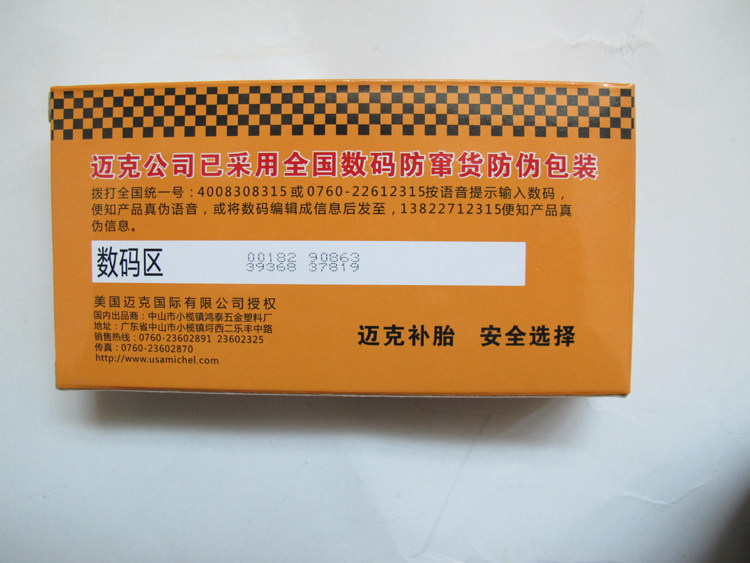 迈克公司已采用全国数码防窜货防伪包装
拨打全国统一号：4008308315或0760-22612315按语音提示输入数码，
便知产品真伪语音，或将数码编辑成信息后发至，13822712315便知产品真
伪信息。
数码区
00182 90863
39368 37819
美国迈克国际有限公司授权
国内出品商：中山市小榄镇鸿泰五金塑料厂
地址：广东省中山市小榄镇埒西二乐丰中路
销售热线：0760-23602891 23602325
传真：0760-23602870
http://www.usamichel.com
迈克补胎 安全选择